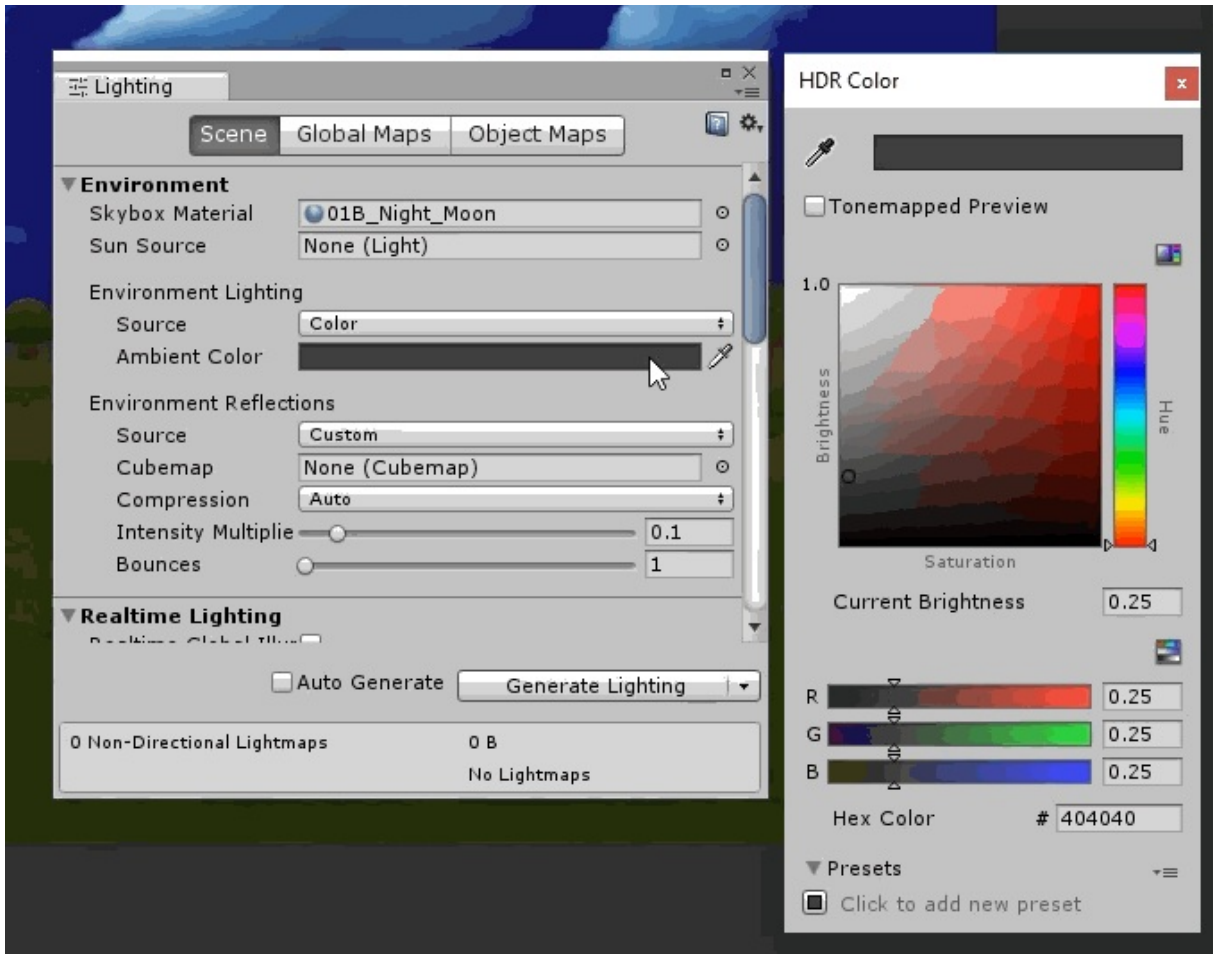 Lighting
Scene
Global Maps
Object Maps
Environment
Skybox Material
01B_Night_Moon
Sun Source
None (Light)
Environment Lighting
Source
Color
Ambient Color
Environment Reflections
Source
Custom
Cubemap
None (Cubemap)
Compression
Auto
Intensity Multiplie
0.1
Bounces
1
Realtime Lighting
Realtime Global Illu
Auto Generate
Generate Lighting
0 Non-Directional Lightmaps
0 B
No Lightmaps
HDR Color
x
Tonemapped Preview
1.0
Brightness
Hue
Saturation
Current Brightness
0.25
R
0.25
G
0.25
B
0.25
Hex Color
# 404040
Presets
Click to add new preset